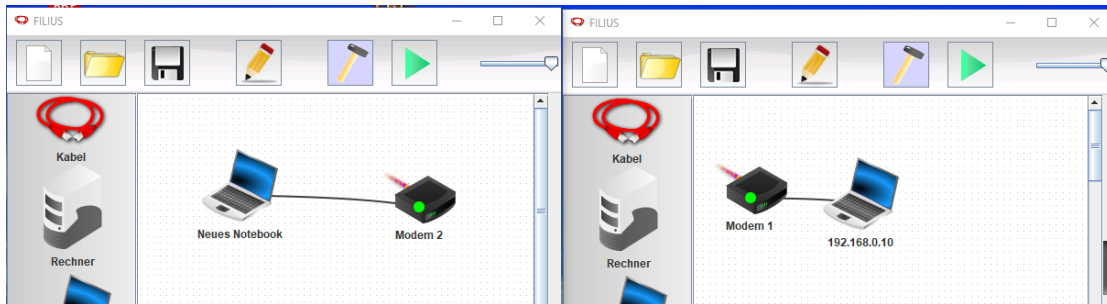 FILIUS
Kabel
Rechner
Neues Notebook
Modem 2
FILIUS
Kabel
Rechner
Modem 1
192.168.0.10